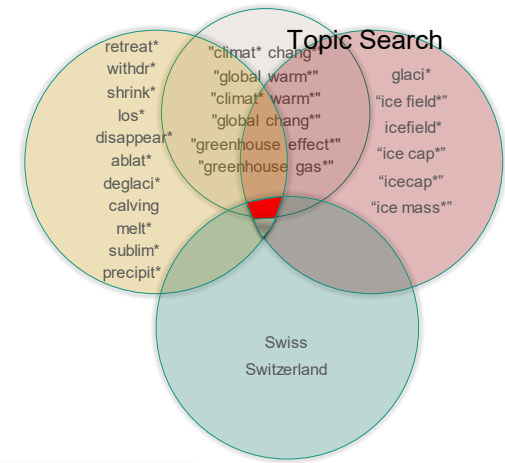 Topic Search
retreat*
withdr*
shrink*
los*
disappear*
ablat*
deglaci*
calving
melt*
sublim*
precipit*
"climat* chang*"
"global warm*"
"climat* warm*"
"global chang*"
"greenhouse effect*"
"greenhouse gas*"
glaci*
“ice field*”
icefield*
“ice cap*”
“icecap*”
“ice mass*”
Swiss
Switzerland